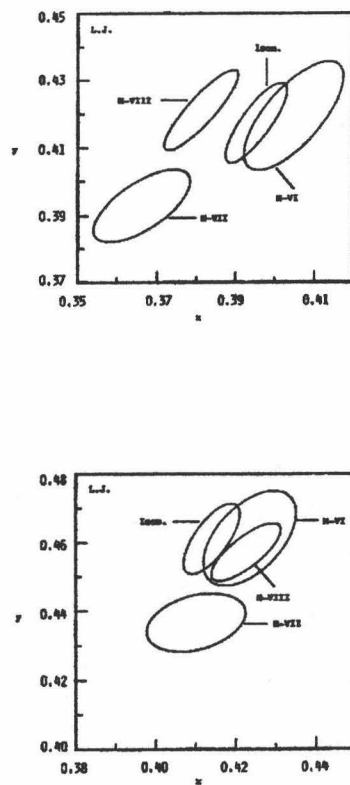 0.45
L.J.
Isom.
0.43
M-VIII
y
0.41
M-VI
0.39
M-VII
0.37
0.35 0.37 0.39 0.41
x
0.48
L.J.
Isom.
M-VI
0.46
y
M-VIII
0.44
M-VII
0.42
0.40
0.38 0.40 0.42 0.44
x